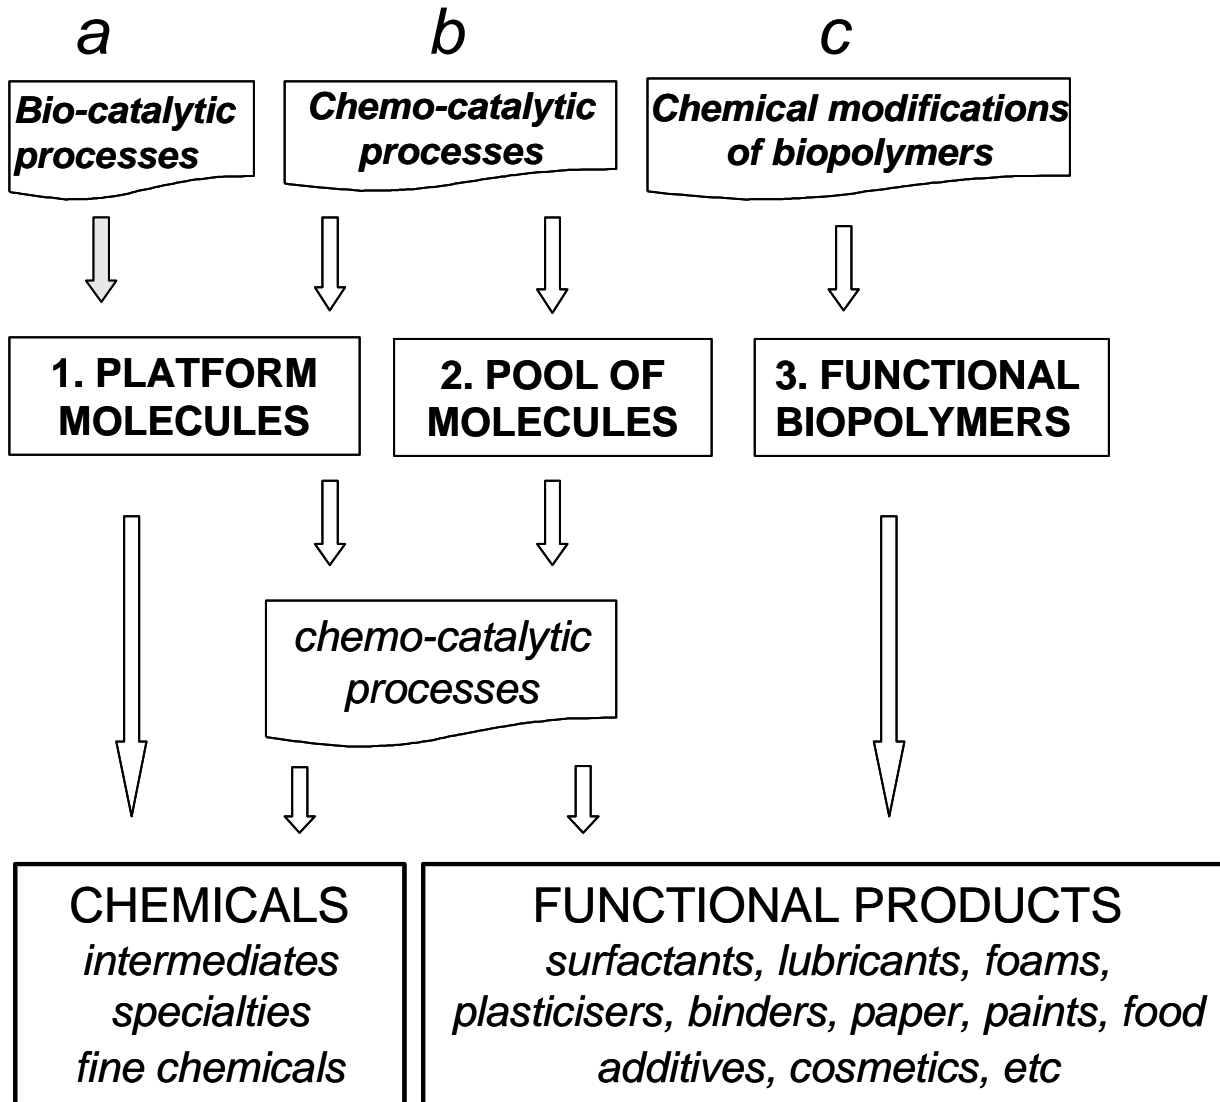 a
b
c
Bio-catalytic
processes
Chemo-catalytic
processes
Chemical modifications
of biopolymers
1. PLATFORM
MOLECULES
2. POOL OF
MOLECULES
3. FUNCTIONAL
BIOPOLYMERS
chemo-catalytic
processes
CHEMICALS
intermediates
specialties
fine chemicals
FUNCTIONAL PRODUCTS
surfactants, lubricants, foams,
plasticisers, binders, paper, paints, food
additives, cosmetics, etc